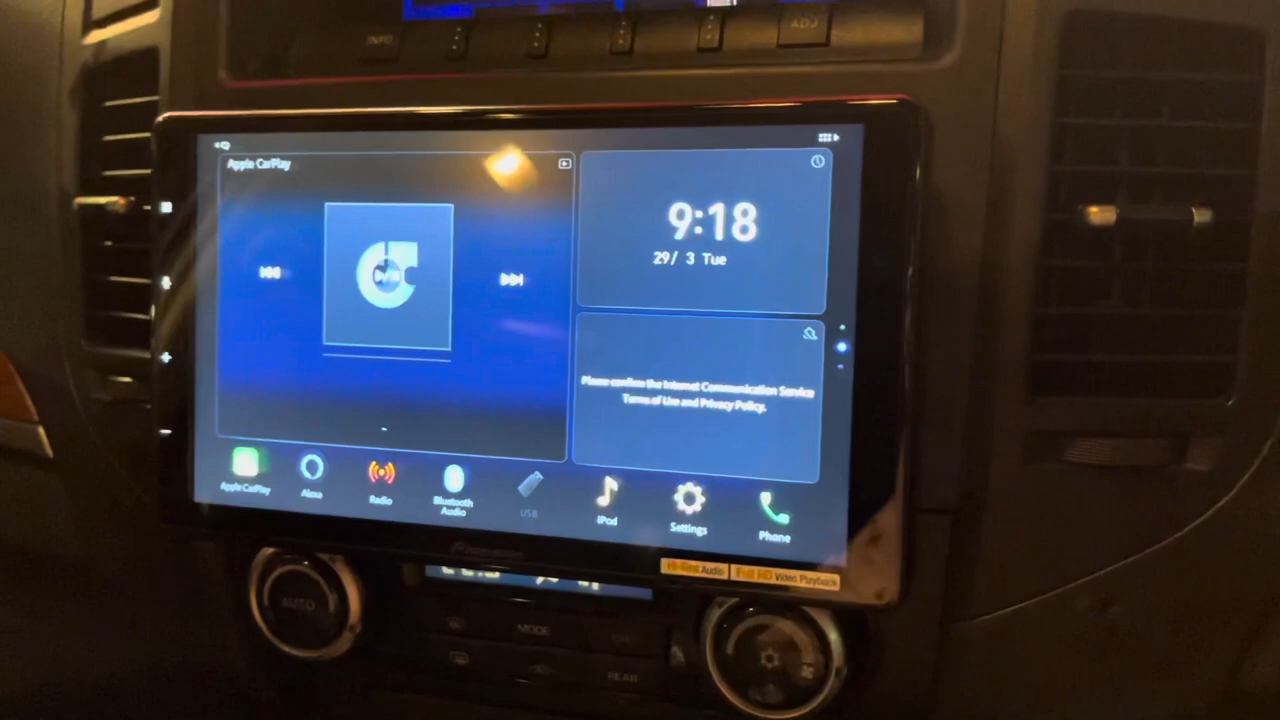 INFO
ADJ
Apple CarPlay
9:18
29/ 3 Tue
Please confirm the Internet Communication Service
Terms of Use and Privacy Policy.
Apple CarPlay
Alexa
Radio
Bluetooth
Audio
USB
iPod
Settings
Phone
Pioneer
Hi-Res Audio
Full HD Video Playback
AUTO
MODE
REAR